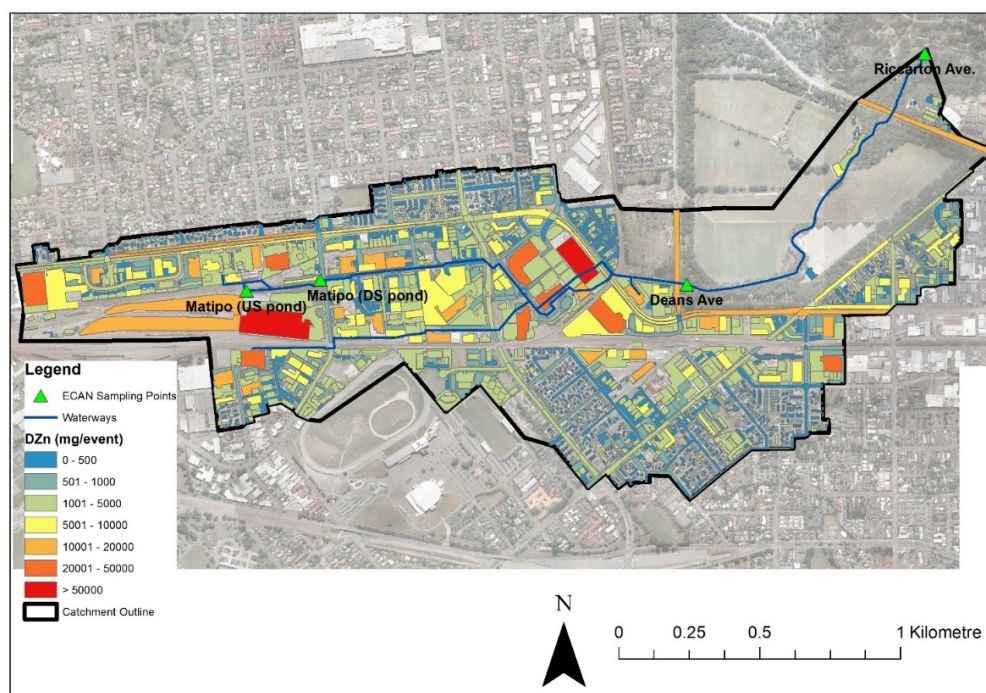 Riccarton Ave.
Matipo (US pond)
Matipo (DS pond)
Deans Ave
Legend
ECAN Sampling Points
Waterways
DZn (mg/event)
0 - 500
501 - 1000
1001 - 5000
5001 - 10000
10001 - 20000
20001 - 50000
> 50000
Catchment Outline
N
0 0.25 0.5 1 Kilometre